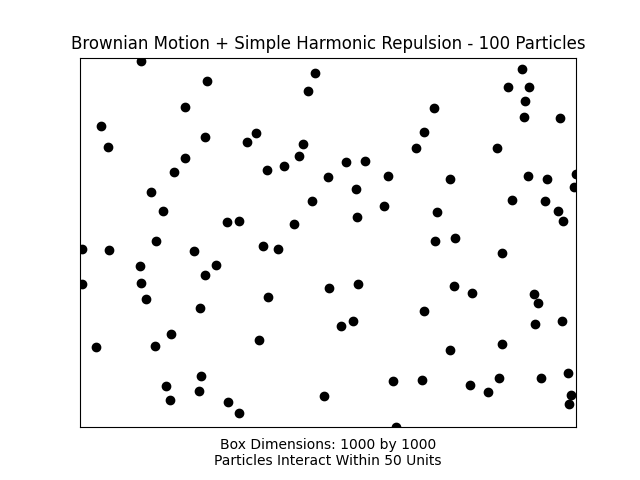 Brownian Motion + Simple Harmonic Repulsion - 100 Particles
Box Dimensions: 1000 by 1000
Particles Interact Within 50 Units